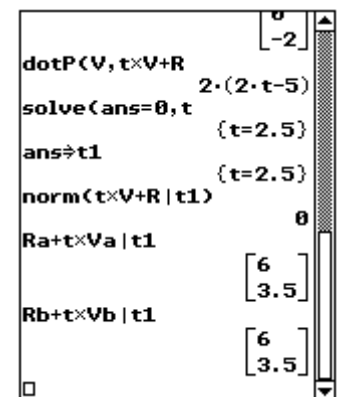 0
-2
dotP(V,t×V+R
2·(2·t-5)
solve(ans=0,t
{t=2.5}
ans⇒t1
{t=2.5}
norm(t×V+R|t1)
0
Ra+t×Va|t1
[6
3.5]
Rb+t×Vb|t1
[6
3.5]